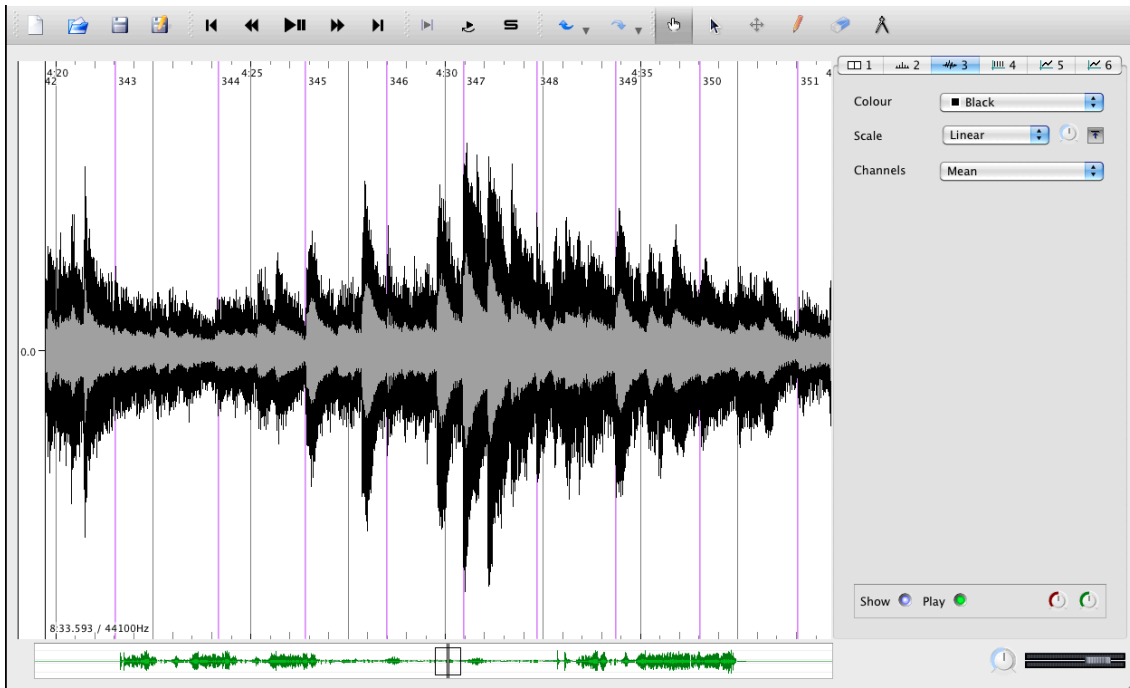 4:20 4:25 4:30 4:35 4
42 343 344 345 346 347 348 349 350 351
1 2 3 4 5 6
Colour Black
Scale Linear
Channels Mean
0.0
Show Play
8:33.593 / 44100Hz